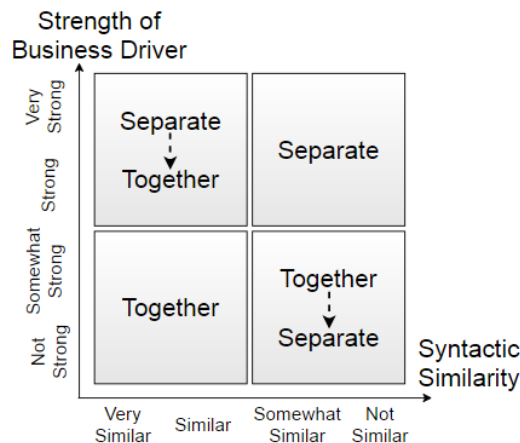 Strength of
Business Driver
Very
Strong
Strong
Somewhat
Strong
Not
Strong
Separate
Together
Separate
Together
Together
Separate
Syntactic
Similarity
Very
Similar
Similar
Somewhat
Similar
Not
Similar